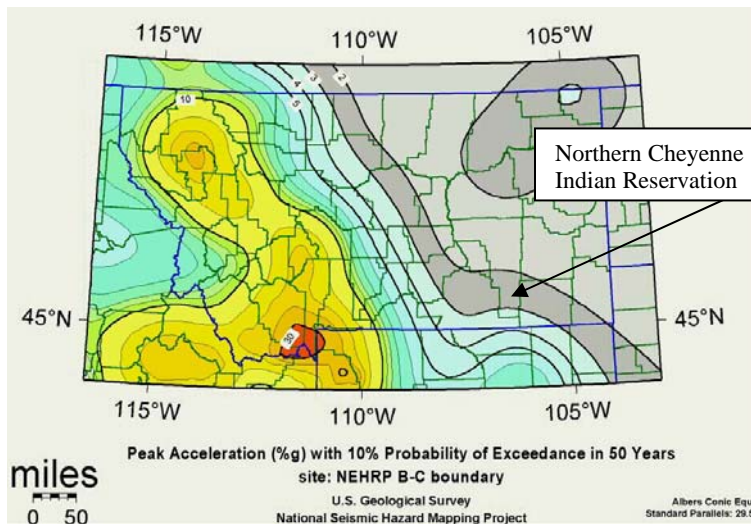 115°W 110°W 105°W
10
5
4
3
2
Northern Cheyenne
Indian Reservation
45°N 45°N
30
115°W 110°W 105°W
Peak Acceleration (%g) with 10% Probability of Exceedance in 50 Years
site: NEHRP B-C boundary
miles
0 50
U.S. Geological Survey
National Seismic Hazard Mapping Project
Albers Conic Equ
Standard Parallels: 29.